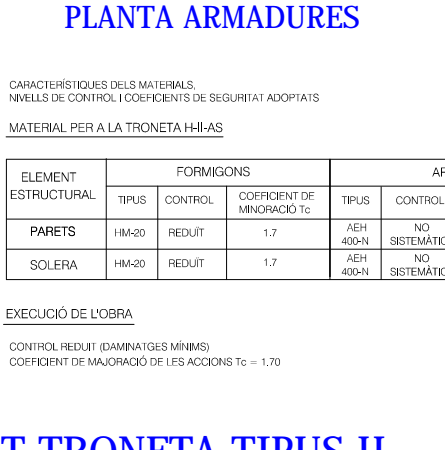 PLANTA ARMADURES
CARACTERÍSTIQUES DELS MATERIALS,
NIVELLS DE CONTROL I COEFICIENTS DE SEGURITAT ADOPTATS
MATERIAL PER A LA TRONETA H-II-AS
ELEMENT ESTRUCTURAL
FORMIGONS
TIPUS CONTROL COEFICIENT DE MINORACIÓ Tc TIPUS CONTROL
PARETS HM-20 REDUÏT 1.7 AEH 400-N NO
SOLERA HM-20 REDUÏT 1.7 AEH 400-N NO
EXECUCIÓ DE L'OBRA
CONTROL REDUIT (DAMINATGES MÍNIMS)
COEFICIENT DE MAJORACIÓ DE LES ACCIONS Tc = 1,70
TRONETA TIPUS II